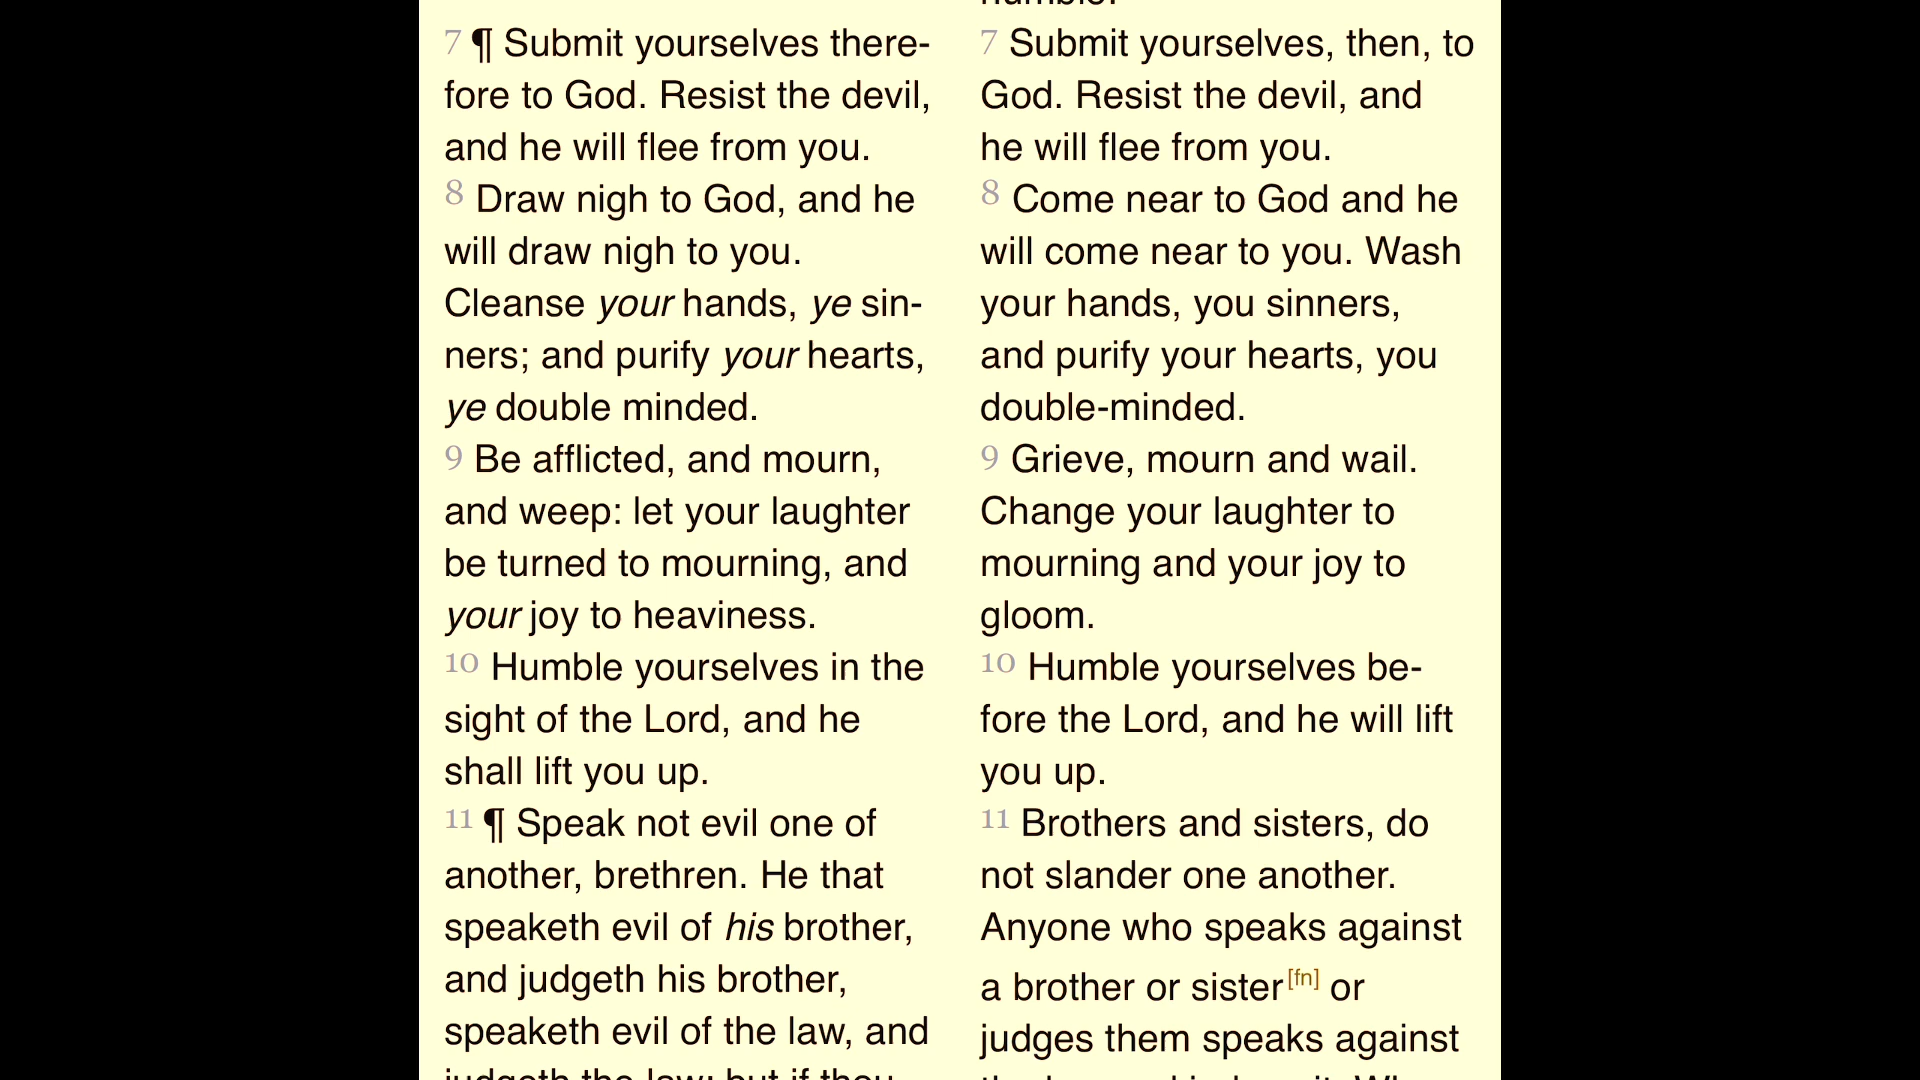 7 ¶ Submit yourselves there-
fore to God. Resist the devil,
and he will flee from you.
8 Draw nigh to God, and he
will draw nigh to you.
Cleanse your hands, ye sin-
ners; and purify your hearts,
ye double minded.
9 Be afflicted, and mourn,
and weep: let your laughter
be turned to mourning, and
your joy to heaviness.
10 Humble yourselves in the
sight of the Lord, and he
shall lift you up.
11 ¶ Speak not evil one of
another, brethren. He that
speaketh evil of his brother,
and judgeth his brother,
speaketh evil of the law, and
judgeth the law: but if thou
humble.
7 Submit yourselves, then, to
God. Resist the devil, and
he will flee from you.
8 Come near to God and he
will come near to you. Wash
your hands, you sinners,
and purify your hearts, you
double-minded.
9 Grieve, mourn and wail.
Change your laughter to
mourning and your joy to
gloom.
10 Humble yourselves be-
fore the Lord, and he will lift
you up.
11 Brothers and sisters, do
not slander one another.
Anyone who speaks against
a brother or sister[fn] or
judges them speaks against